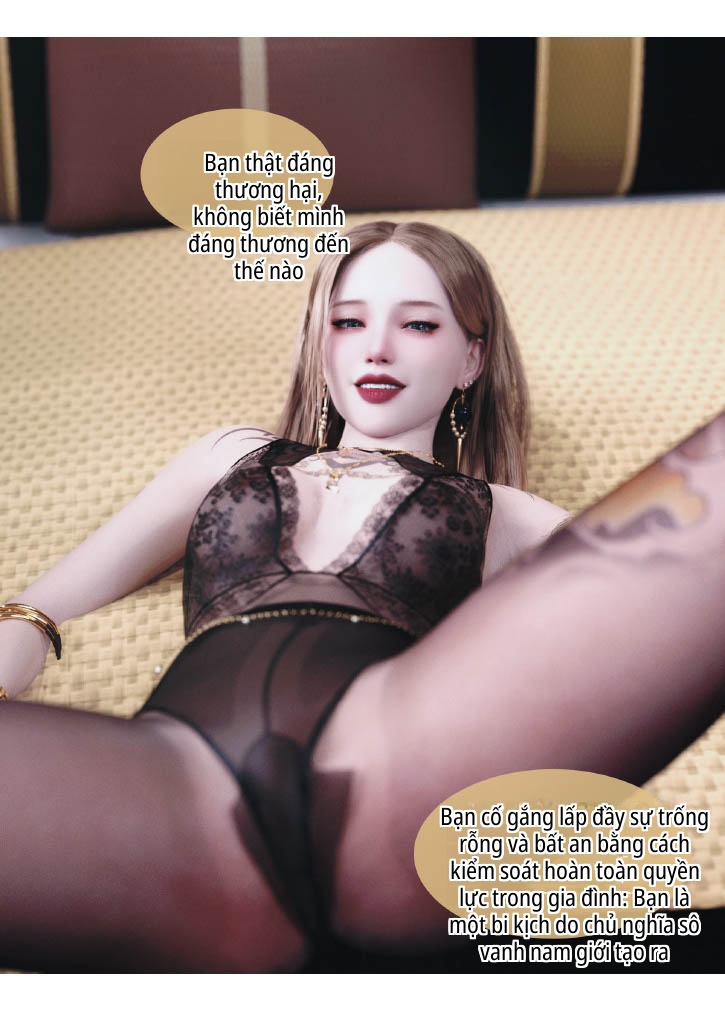 Bạn thật đáng
thương hại,
không biết mình
đáng thương đến
thế nào
Bạn cố gắng lấp đầy sự trống
rỗng và bất an bằng cách
kiểm soát hoàn toàn quyền
lực trong gia đình: Bạn là
một bi kịch do chủ nghĩa sô
vanh nam giới tạo ra